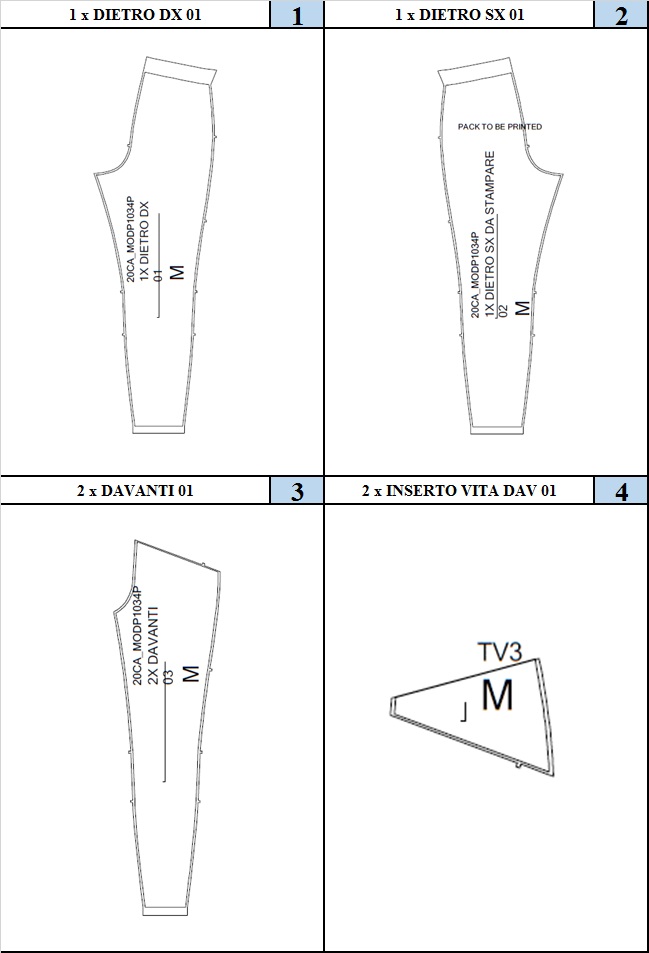 1 x DIETRO DX 01
1
20CA_MODP1034P
1X DIETRO DX
01
M
1 x DIETRO SX 01
2
PACK TO BE PRINTED
20CA_MODP1034P
1X DIETRO SX DA STAMPARE
02
M
2 x DAVANTI 01
3
20CA_MODP1034P
2X DAVANTI
03
M
2 x INSERTO VITA DAV 01
4
TV3
M